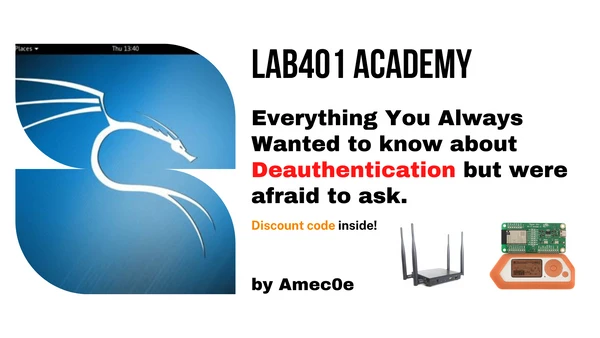 Places
Thu 13:40
LAB401 ACADEMY
Everything You Always
Wanted to know about
Deauthentication but were
afraid to ask.
Discount code inside!
by Amec0e